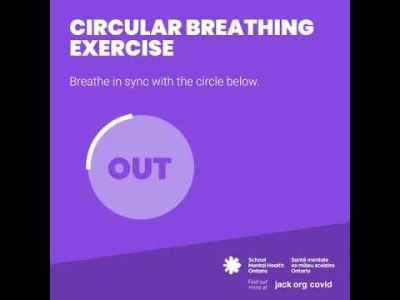 CIRCULAR BREATHING
EXERCISE
Breathe in sync with the circle below.
OUT
School
Mental Health
Ontario
Santé mentale
en milieu scolaire
Ontario
Find out
more at
jack.org/covid